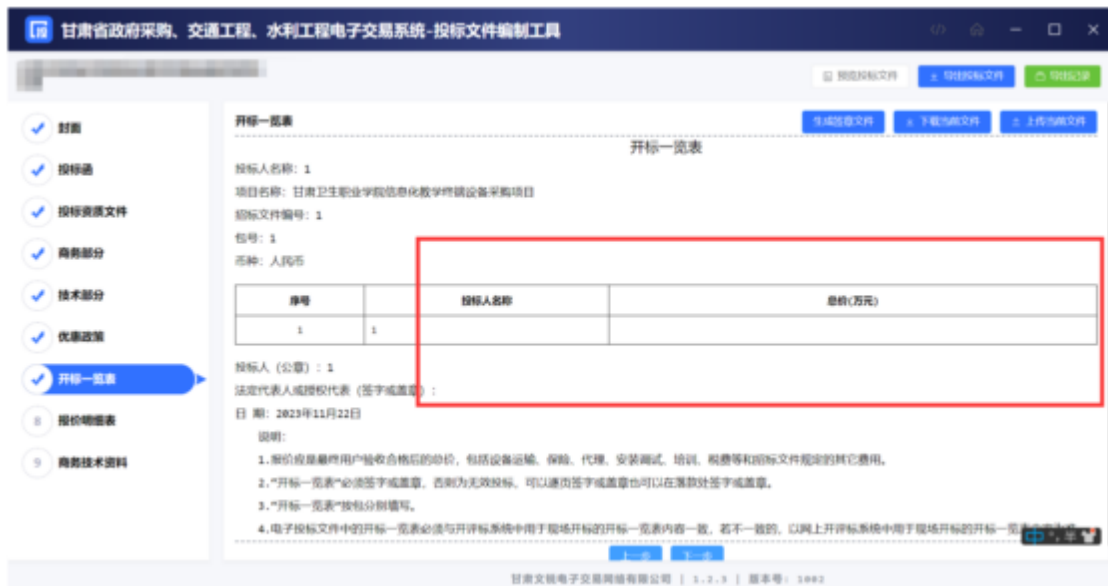 甘肃省政府采购、交通工程、水利工程电子交易系统-投标文件编制工具
预览投标文件
导出投标文件
导出记录
封面
投标函
投标资质文件
商务部分
技术部分
优惠政策
开标一览表
8 报价明细表
9 商务技术资料
开标一览表
生成签章文件
下载当前文件
上传当前文件
开标一览表
投标人名称: 1
项目名称: 甘肃卫生职业学院信息化教学终端设备采购项目
招标文件编号: 1
包号: 1
币种: 人民币
序号 投标人名称 总价(万元)
1 1
投标人 (公章) : 1
法定代表人或授权代表 (签字或盖章) :
日 期: 2023年11月22日
说明:
1.报价应是最终用户验收合格后的总价, 包括设备运输、保险、代理、安装调试、培训、税费等和招标文件规定的其它费用。
2."开标一览表"必须签字或盖章, 否则为无效投标, 可以逐页签字或盖章也可以在落款处签字或盖章。
3."开标一览表"按包分别填写。
4.电子投标文件中的开标一览表必须与开评标系统中用于现场开标的开标一览表内容一致, 若不一致的, 以网上开评标系统中用于现场开标的开标一览
中
上一步
下一步
甘肃文锐电子交易网络有限公司 | 1.2.3 | 版本号: 1002